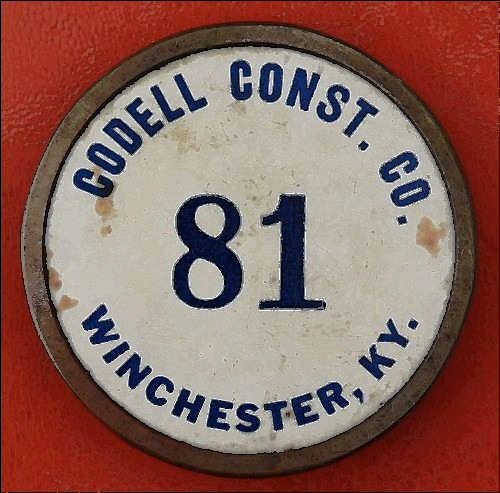 CODELL CONST. CO.
81
WINCHESTER, KY.